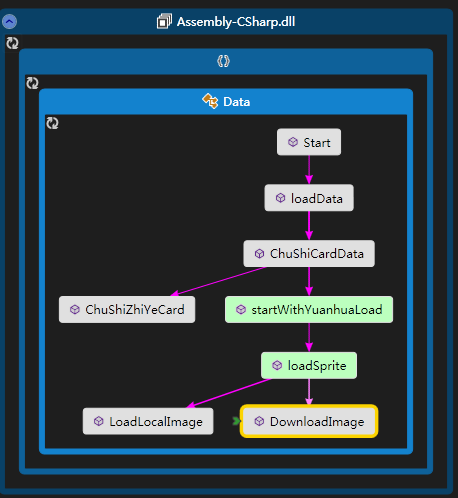 Assembly-CSharp.dll
{}
Data
Start
loadData
ChuShiCardData
ChuShiZhiYeCard
startWithYuanhuaLoad
loadSprite
LoadLocalImage
DownloadImage